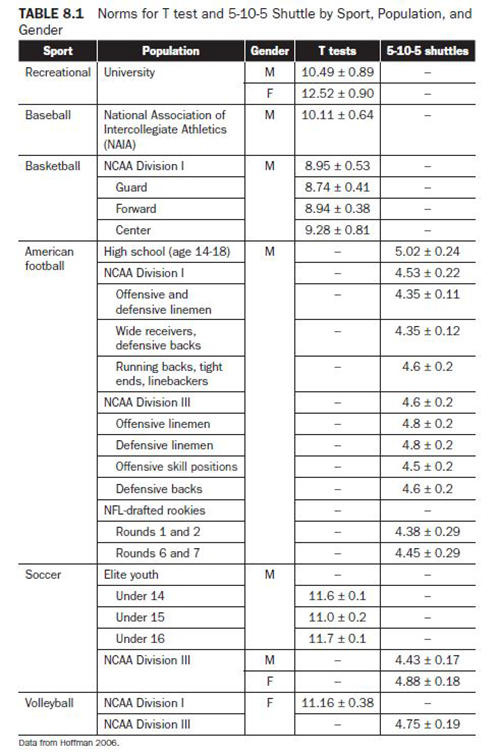 TABLE 8.1 Norms for T test and 5-10-5 Shuttle by Sport, Population, and
Gender
Sport Population Gender T tests 5-10-5 shuttles
Recreational University M 10.49 ± 0.89 –
F 12.52 ± 0.90 –
Baseball National Association of M 10.11 ± 0.64 –
Intercollegiate Athletics
(NAIA)
Basketball NCAA Division I M 8.95 ± 0.53 –
Guard 8.74 ± 0.41 –
Forward 8.94 ± 0.38 –
Center 9.28 ± 0.81 –
American High school (age 14-18) M – 5.02 ± 0.24
football NCAA Division I – 4.53 ± 0.22
Offensive and – 4.35 ± 0.11
defensive linemen
Wide receivers, – 4.35 ± 0.12
defensive backs
Running backs, tight – 4.6 ± 0.2
ends, linebackers
NCAA Division III – 4.6 ± 0.2
Offensive linemen – 4.8 ± 0.2
Defensive linemen – 4.8 ± 0.2
Offensive skill positions – 4.5 ± 0.2
Defensive backs – 4.6 ± 0.2
NFL-drafted rookies – –
Rounds 1 and 2 – 4.38 ± 0.29
Rounds 6 and 7 – 4.45 ± 0.29
Soccer Elite youth M – –
Under 14 11.6 ± 0.1 –
Under 15 11.0 ± 0.2 –
Under 16 11.7 ± 0.1 –
NCAA Division III M – 4.43 ± 0.17
F – 4.88 ± 0.18
Volleyball NCAA Division I F 11.16 ± 0.38 –
NCAA Division III – 4.75 ± 0.19
Data from Hoffman 2006.